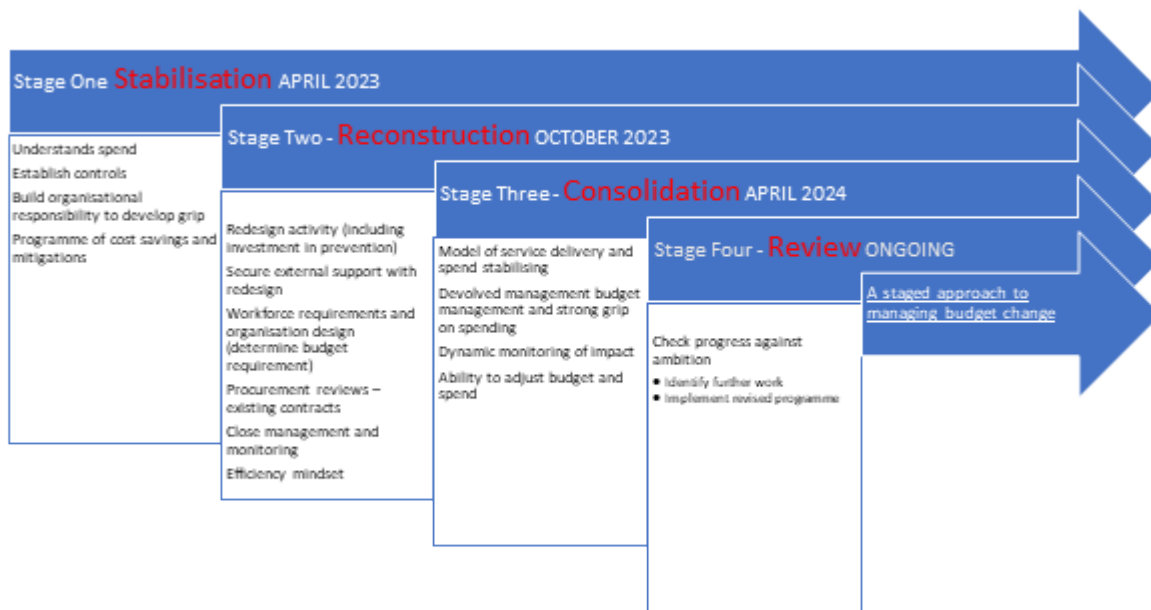 Stage One Stabilisation APRIL 2023
Understands spend
Establish controls
Build organisational
responsibility to develop grip
Programme of cost savings and
mitigations
Stage Two - Reconstruction OCTOBER 2023
Redesign activity (including
investment in prevention)
Secure external support with
redesign
Workforce requirements and
organisation design
(determine budget
requirement)
Procurement reviews –
existing contracts
Close management and
monitoring
Efficiency mindset
Stage Three - Consolidation APRIL 2024
Model of service delivery and
spend stabilising
Devolved management budget
management and strong grip
on spending
Dynamic monitoring of impact
Ability to adjust budget and
spend
Stage Four - Review ONGOING
Check progress against
ambition
● Identify further work
● Implement revised programme
A staged approach to
managing budget change